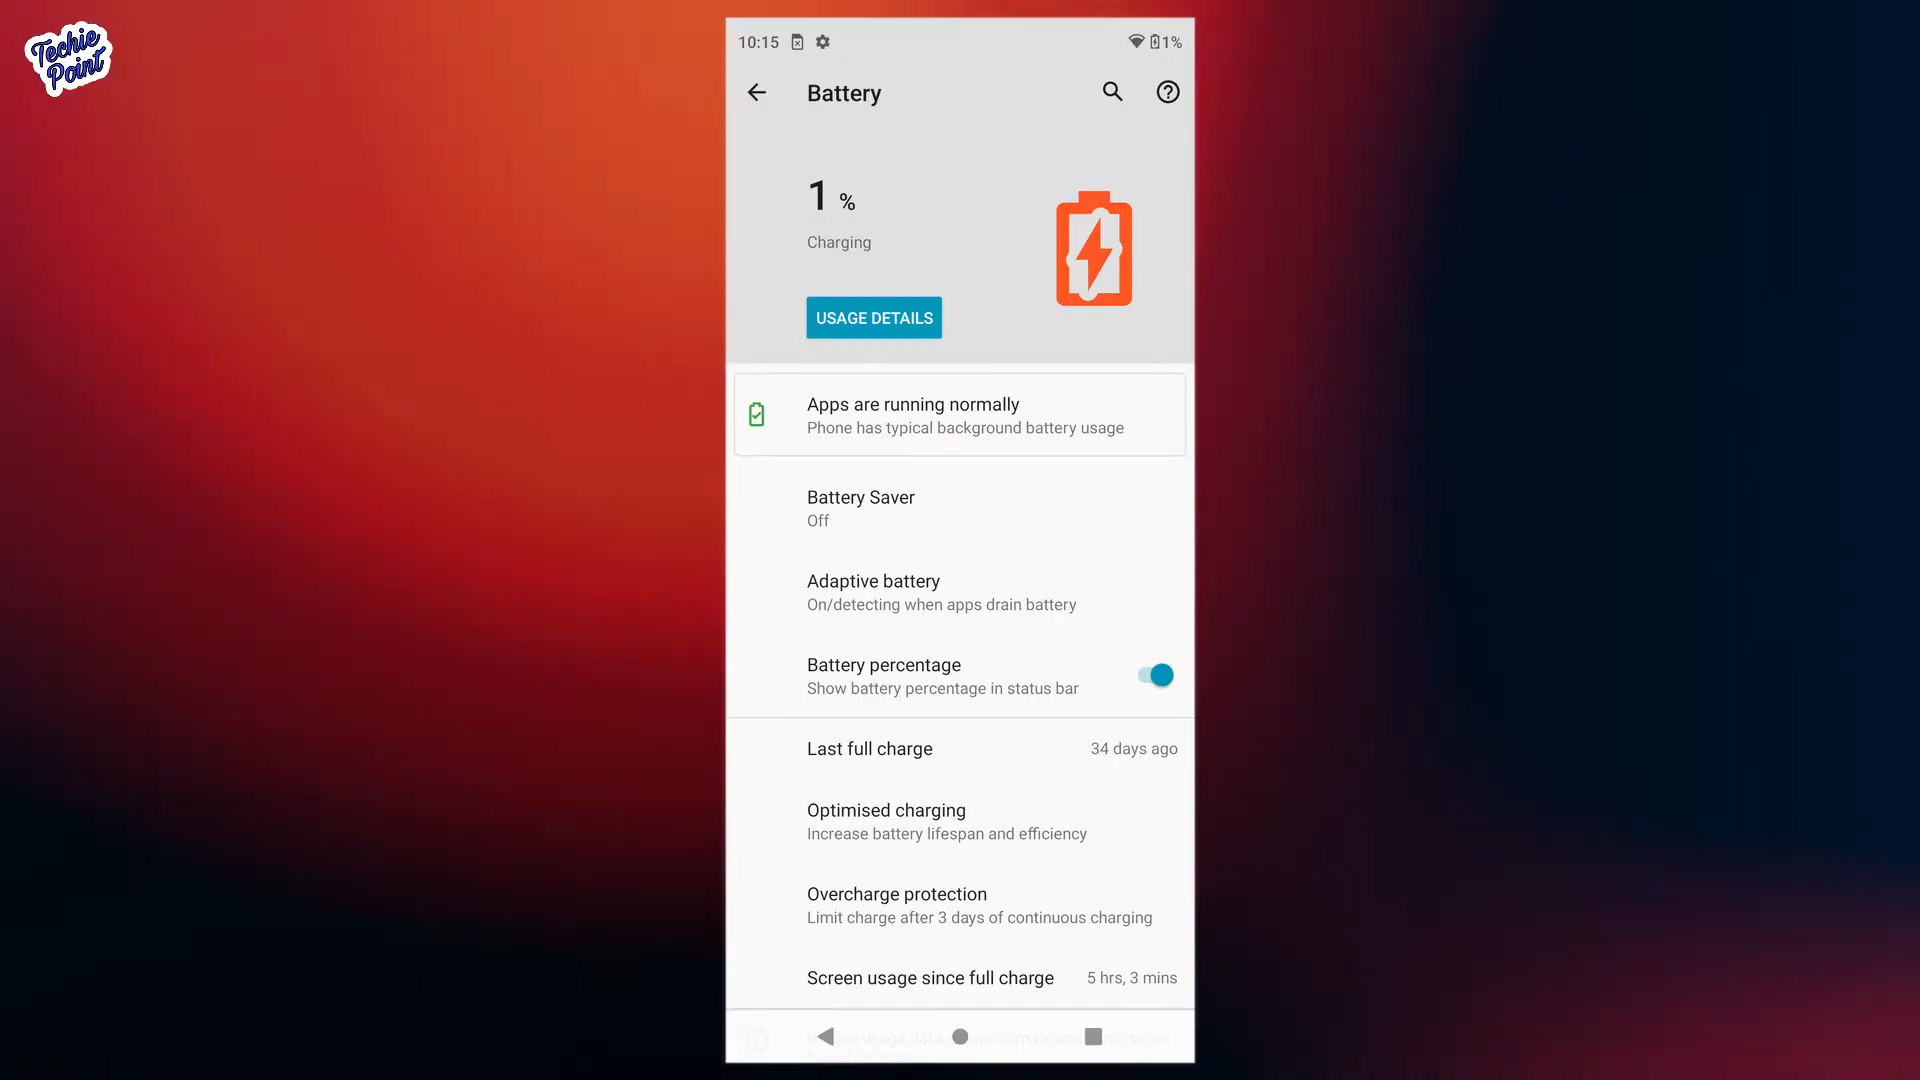 Techie
Point
10:15
1%
Battery
1 %
Charging
USAGE DETAILS
Apps are running normally
Phone has typical background battery usage
Battery Saver
Off
Adaptive battery
On/detecting when apps drain battery
Battery percentage
Show battery percentage in status bar
Last full charge
34 days ago
Optimised charging
Increase battery lifespan and efficiency
Overcharge protection
Limit charge after 3 days of continuous charging
Screen usage since full charge
5 hrs, 3 mins